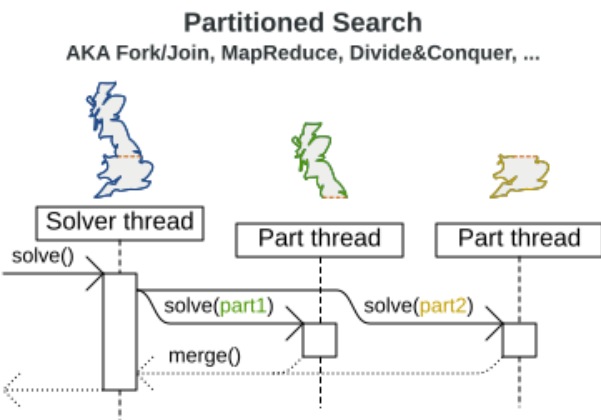 Partitioned Search
AKA Fork/Join, MapReduce, Divide&Conquer, ...
Solver thread
Part thread
Part thread
solve()
solve(part1)
solve(part2)
merge()